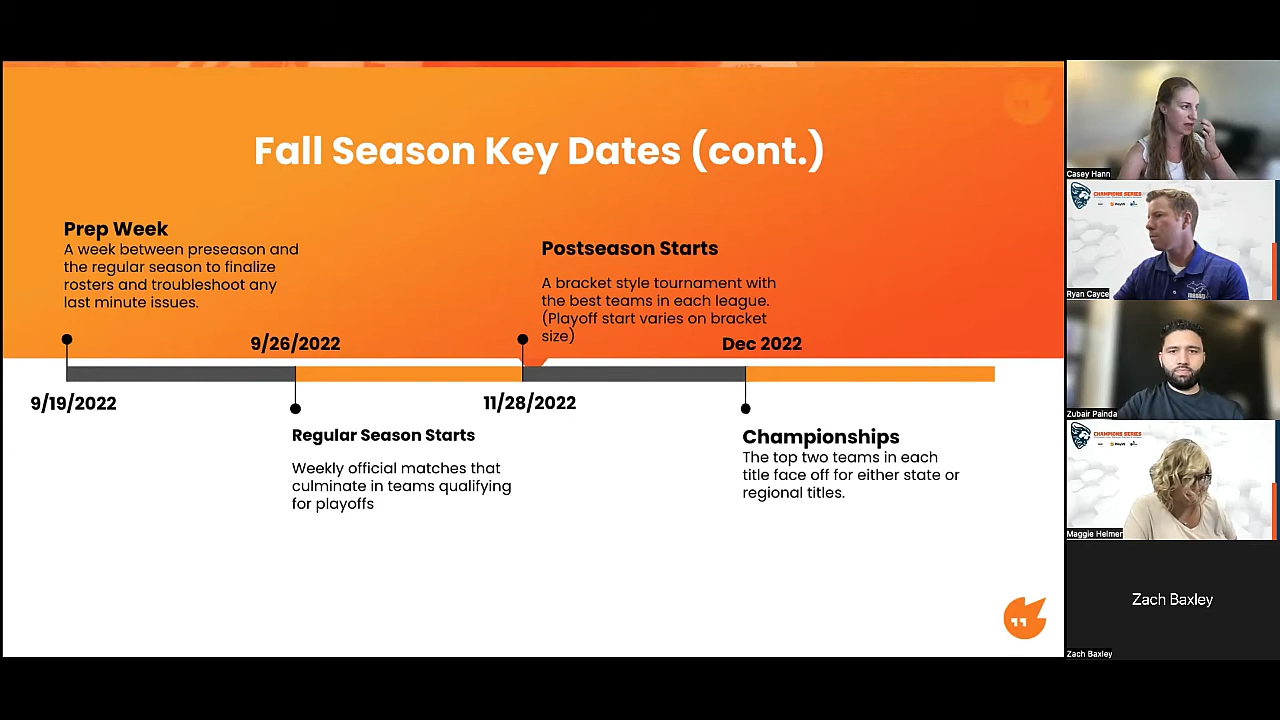 Fall Season Key Dates (cont.)
Prep Week
A week between preseason and
the regular season to finalize
rosters and troubleshoot any
last minute issues.
Postseason Starts
A bracket style tournament with
the best teams in each league.
(Playoff start varies on bracket
size)
9/26/2022
Dec 2022
9/19/2022
11/28/2022
Regular Season Starts
Weekly official matches that
culminate in teams qualifying
for playoffs
Championships
The top two teams in each
title face off for either state or
regional titles.
Casey Hann
CHAMPIONS SERIES
Ryan Cayce
Zubair Painda
CHAMPIONS SERIES
Maggie Helmer
Zach Baxley
Zach Baxley